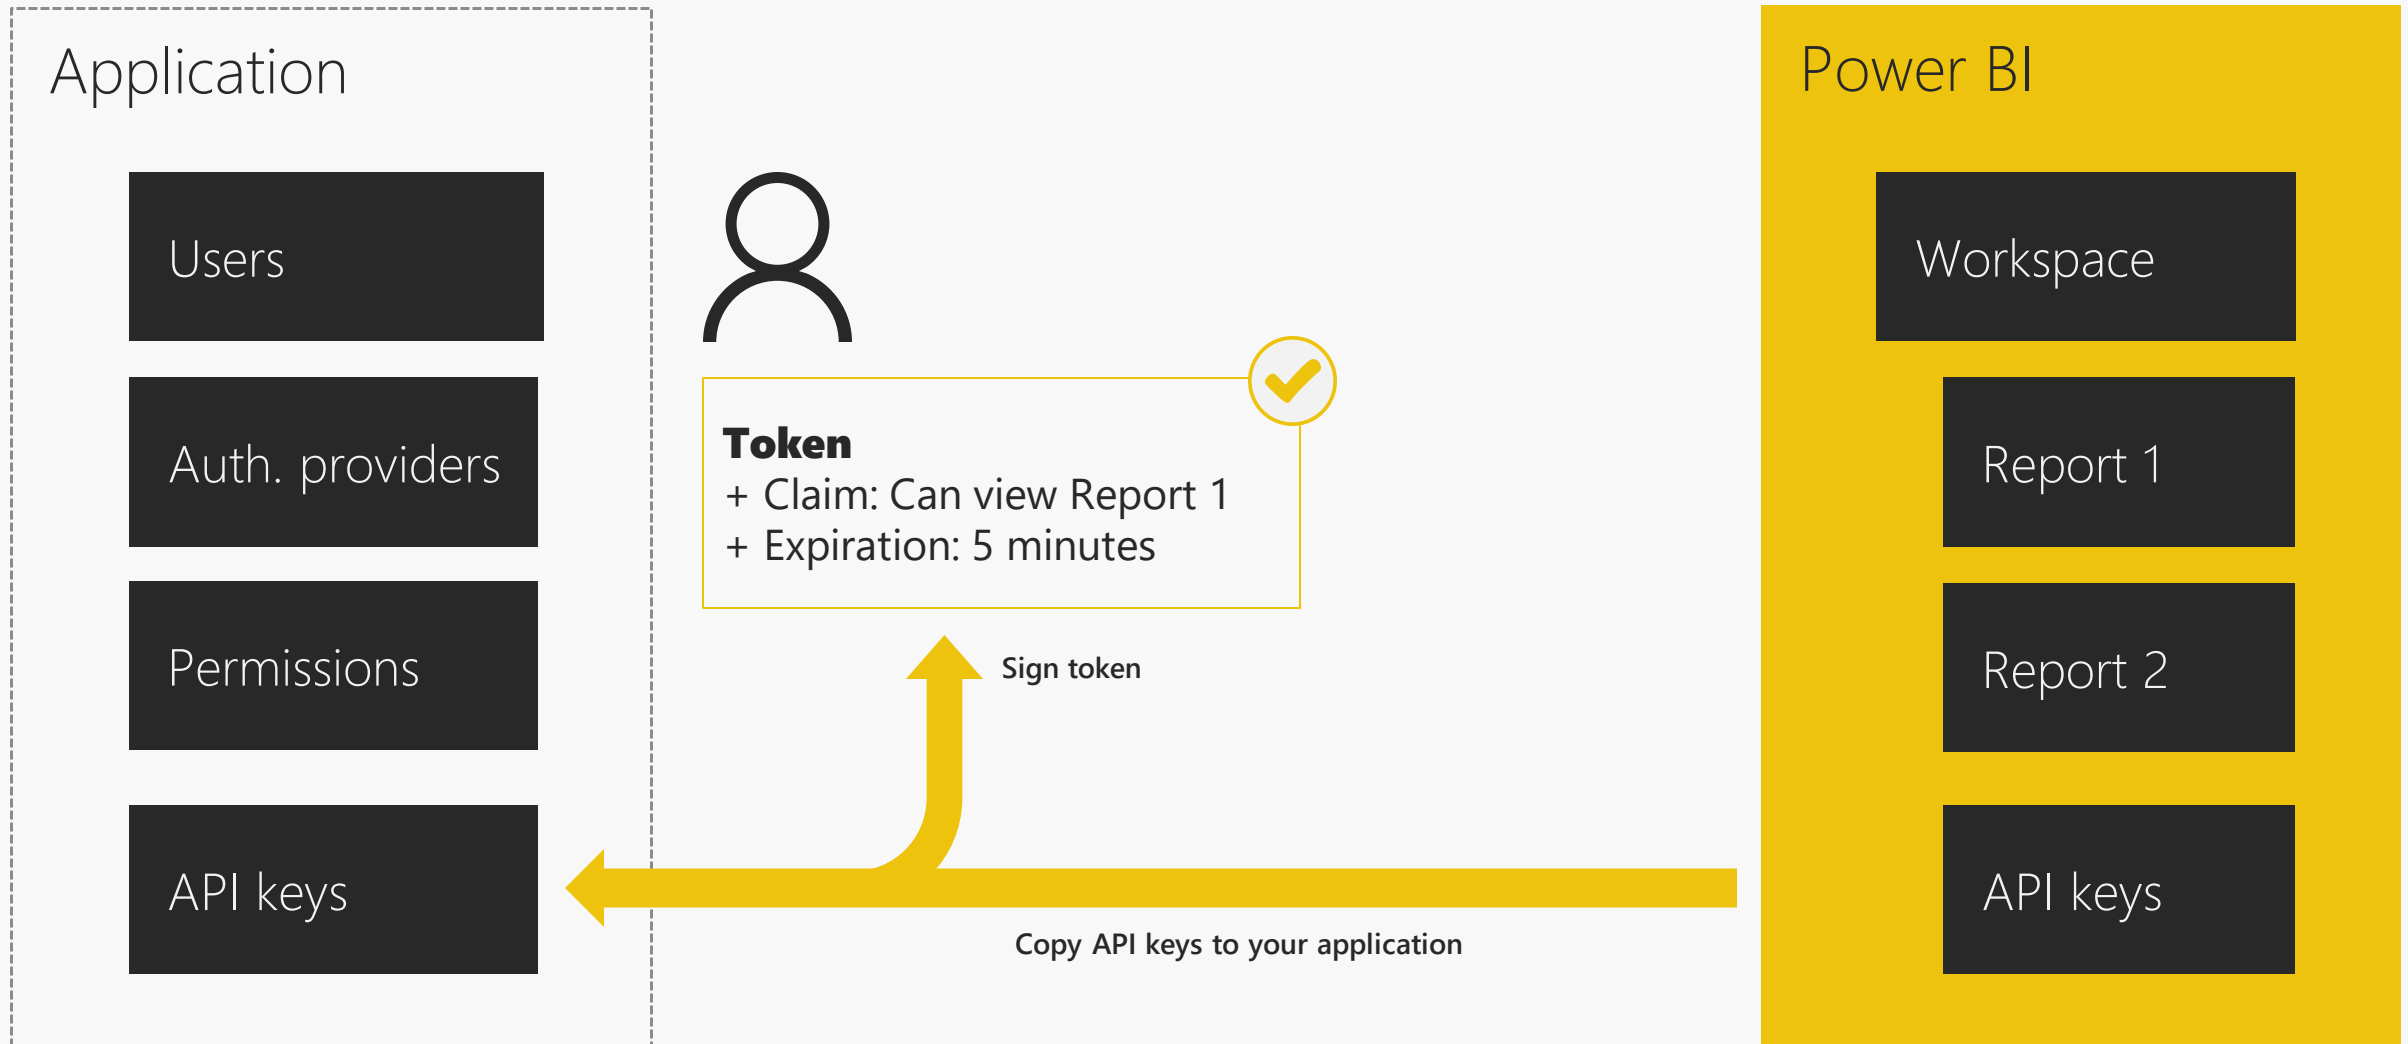 Application
Users
Auth. providers
Permissions
API keys
Token
+ Claim: Can view Report 1
+ Expiration: 5 minutes
Sign token
Copy API keys to your application
Power BI
Workspace
Report 1
Report 2
API keys